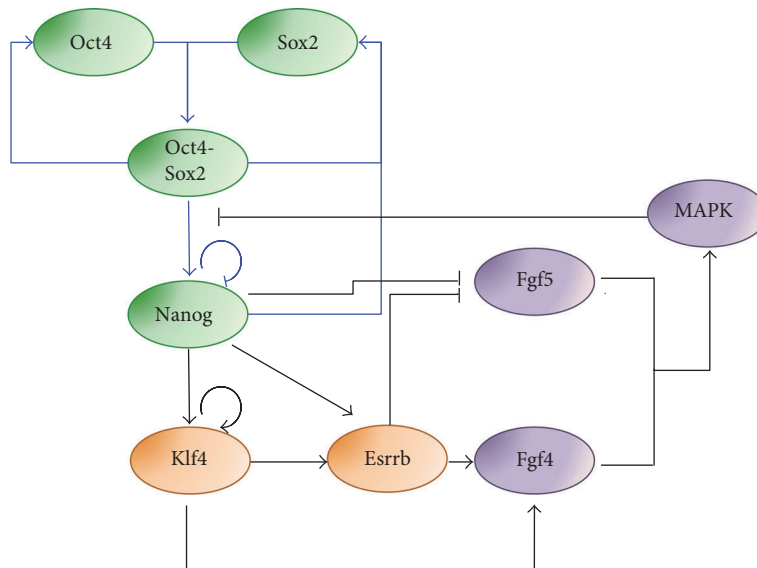 Oct4
Sox2
Oct4-
Sox2
MAPK
Fgf5
Nanog
Klf4
Esrrb
Fgf4